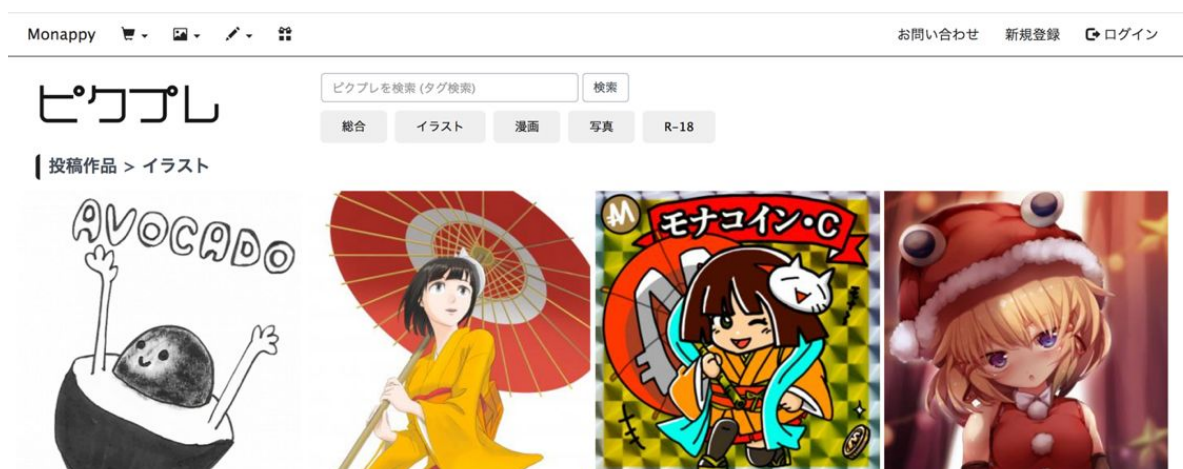 Monappy
お問い合わせ 新規登録 ログイン
ピクプレ
ピクプレを検索 (タグ検索) 検索
総合 イラスト 漫画 写真 R-18
投稿作品 > イラスト
AVOCADO
モナコイン・C